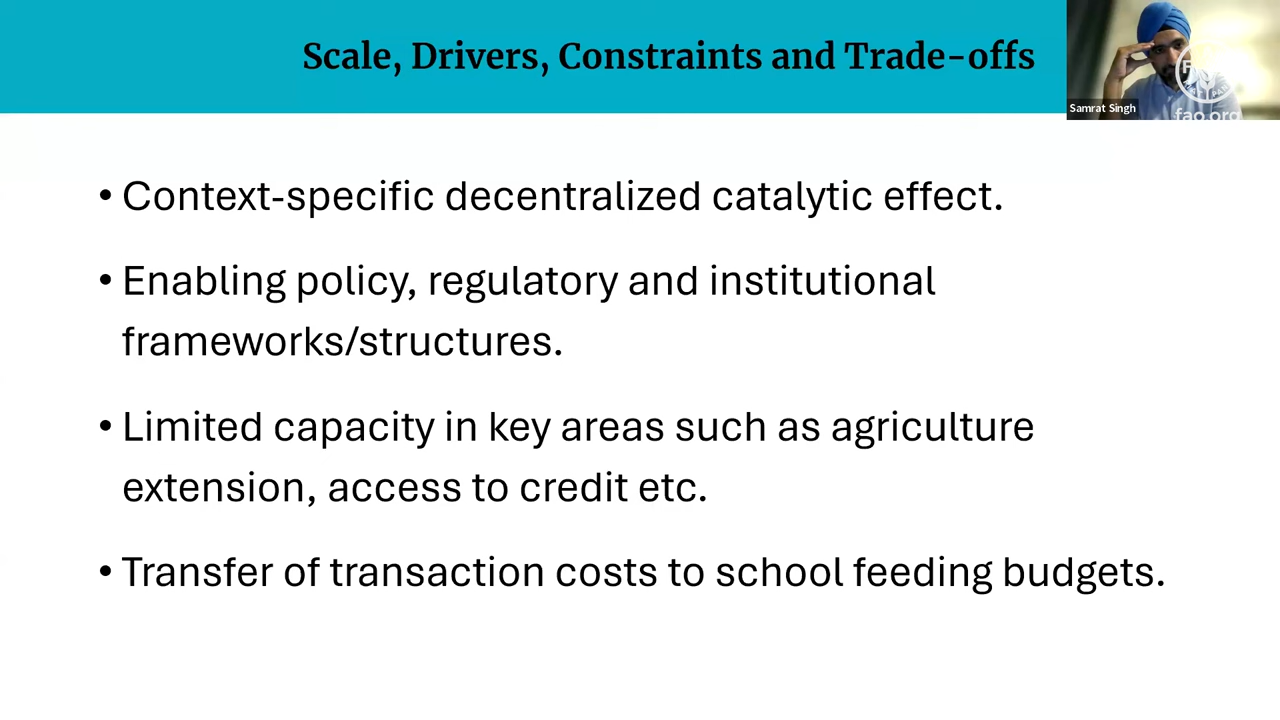 Scale, Drivers, Constraints and Trade-offs
Samrat Singh
fao.org
• Context-specific decentralized catalytic effect.
• Enabling policy, regulatory and institutional
frameworks/structures.
• Limited capacity in key areas such as agriculture
extension, access to credit etc.
• Transfer of transaction costs to school feeding budgets.